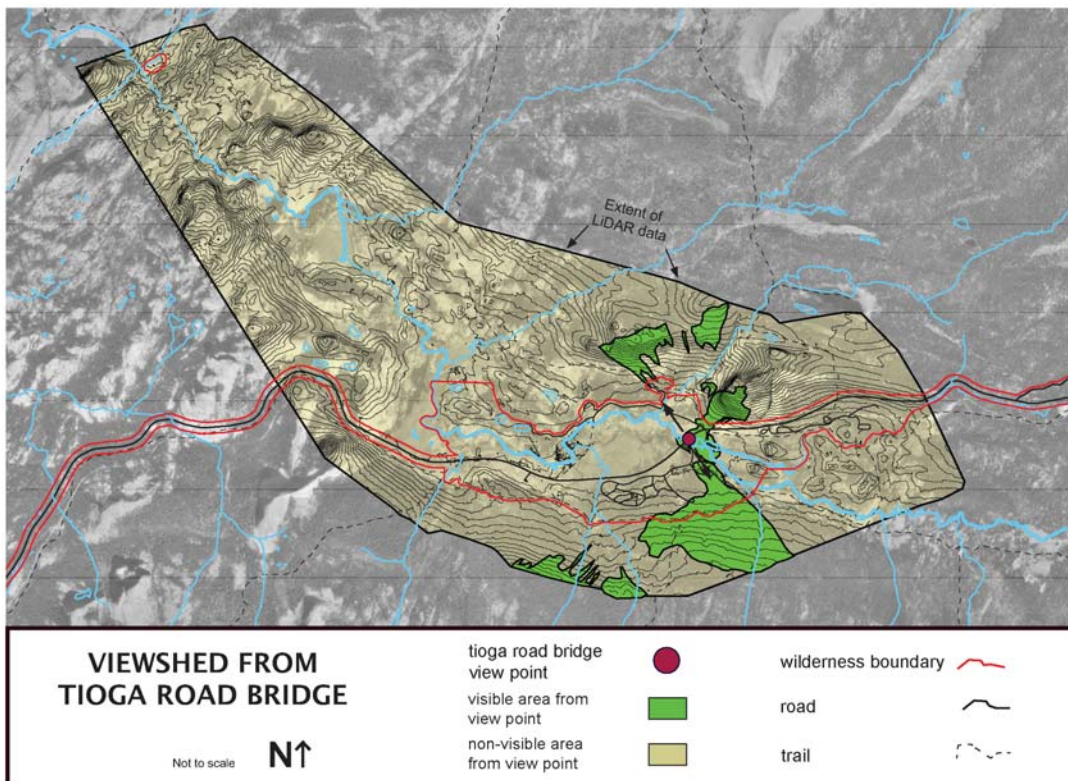 Extent of
LiDAR data
VIEWSHED FROM
TIOGA ROAD BRIDGE
Not to scale N↑
tioga road bridge
view point
visible area from
view point
non-visible area
from view point
wilderness boundary
road
trail